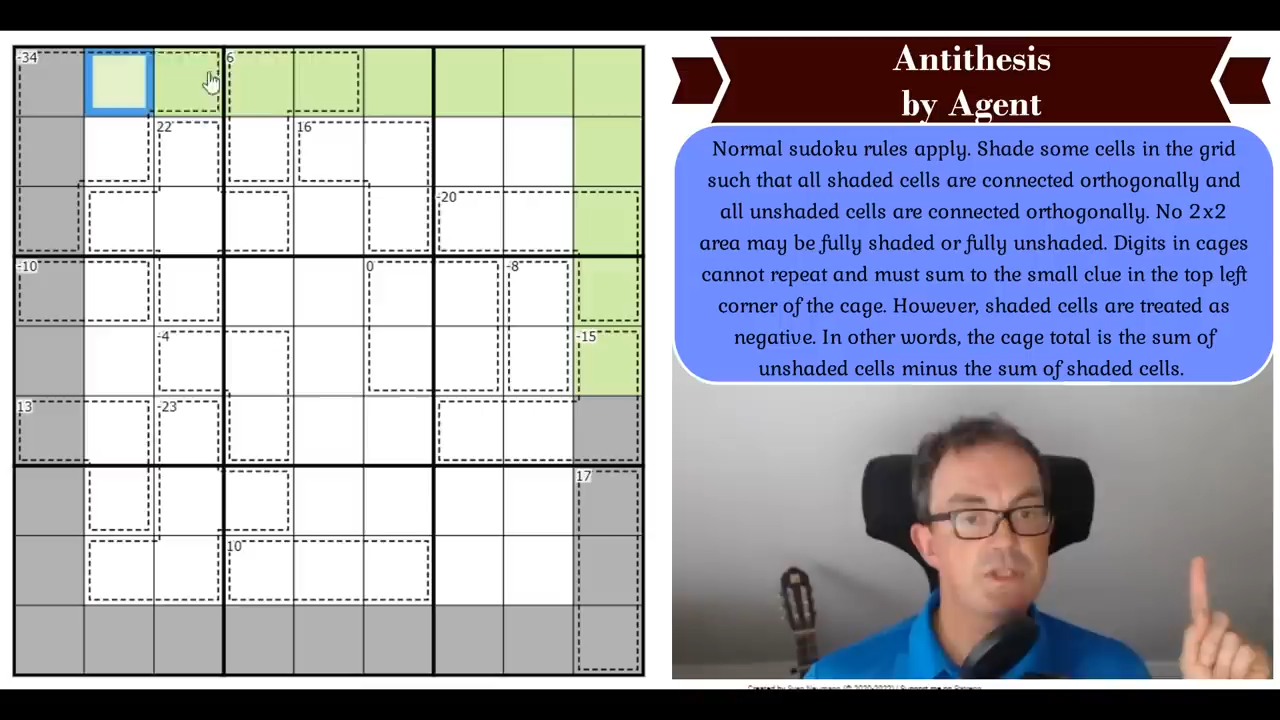 Antithesis
by Agent
Normal sudoku rules apply. Shade some cells in the grid
such that all shaded cells are connected orthogonally and
all unshaded cells are connected orthogonally. No 2x2
area may be fully shaded or fully unshaded. Digits in cages
cannot repeat and must sum to the small clue in the top left
corner of the cage. However, shaded cells are treated as
negative. In other words, the cage total is the sum of
unshaded cells minus the sum of shaded cells.
-34 6
22 16
-20
-10 0 -8
-4 -15
13 -23
17
10